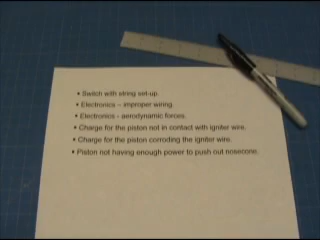 • Switch with string set-up.
• Electronics – improper wiring.
• Electronics - aerodynamic forces.
• Charge for the piston not in contact with igniter wire.
• Charge for the piston corroding the igniter wire.
• Piston not having enough power to push out nosecone.